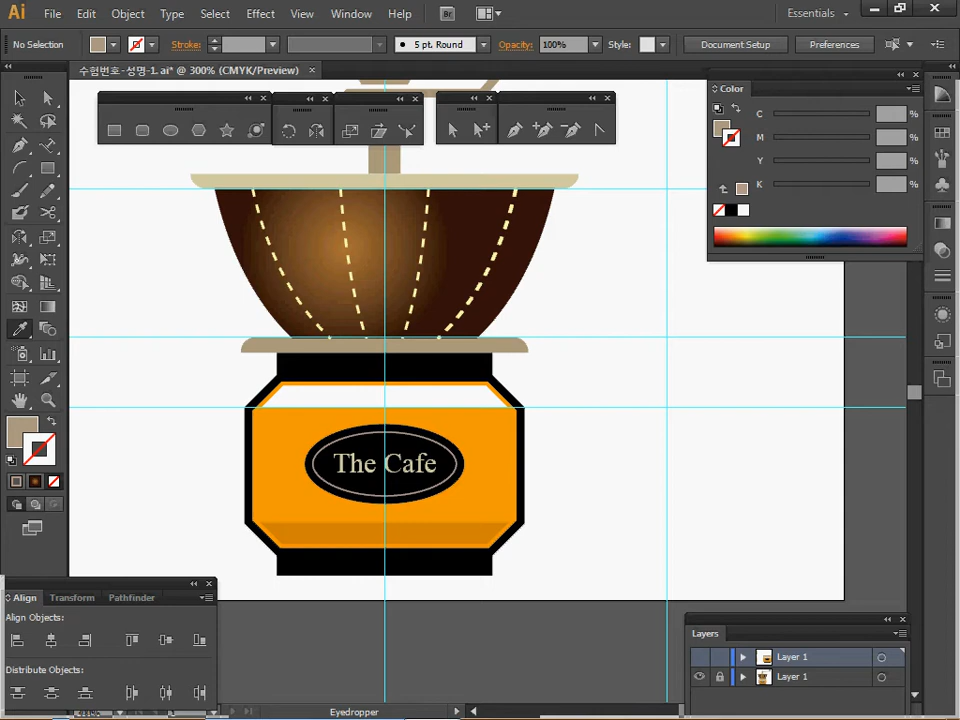 Ai File Edit Object Type Select Effect View Window Help Br Essentials
No Selection Stroke: 5 pt. Round Opacity: 100% Style: Document Setup Preferences
수험번호-성명-1.ai* @ 300% (CMYK/Preview)
Color
C %
M %
Y %
K %
The Cafe
Align Transform Pathfinder
Align Objects:
Distribute Objects:
Layers
Layer 1
Layer 1
Eyedropper